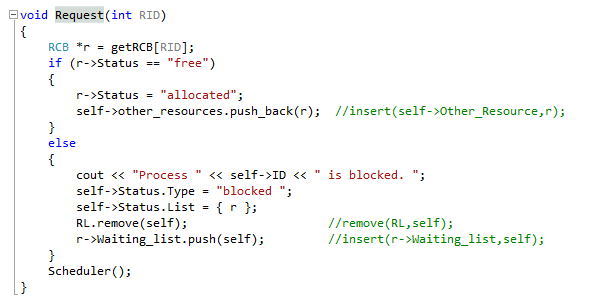 void Request(int RID)
{
    RCB *r = getRCB[RID];
    if (r->Status == "free")
    {
        r->Status = "allocated";
        self->other_resources.push_back(r);  //insert(self->Other_Resource,r);
    }
    else
    {
        cout << "Process " << self->ID << " is blocked. ";
        self->Status.Type = "blocked ";
        self->Status.List = { r };
        RL.remove(self);                     //remove(RL,self);
        r->Waiting_list.push(self);          //insert(r->Waiting_list,self);
    }
    Scheduler();
}